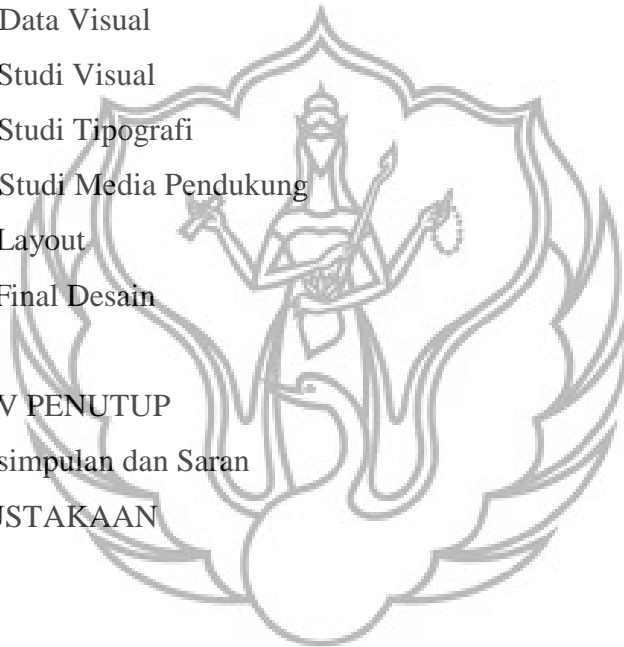 Data Visual
Studi Visual
Studi Tipografi
Studi Media Pendukung
Layout
Final Desain
V PENUTUP
simpulan dan Saran
USTAKAAN